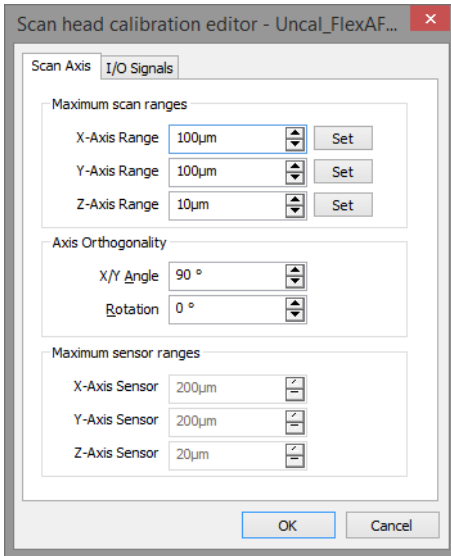 Scan head calibration editor - Uncal_FlexAF...
Scan Axis I/O Signals
Maximum scan ranges
X-Axis Range 100µm Set
Y-Axis Range 100µm Set
Z-Axis Range 10µm Set
Axis Orthogonality
X/Y Angle 90 °
Rotation 0 °
Maximum sensor ranges
X-Axis Sensor 200µm
Y-Axis Sensor 200µm
Z-Axis Sensor 20µm
OK Cancel